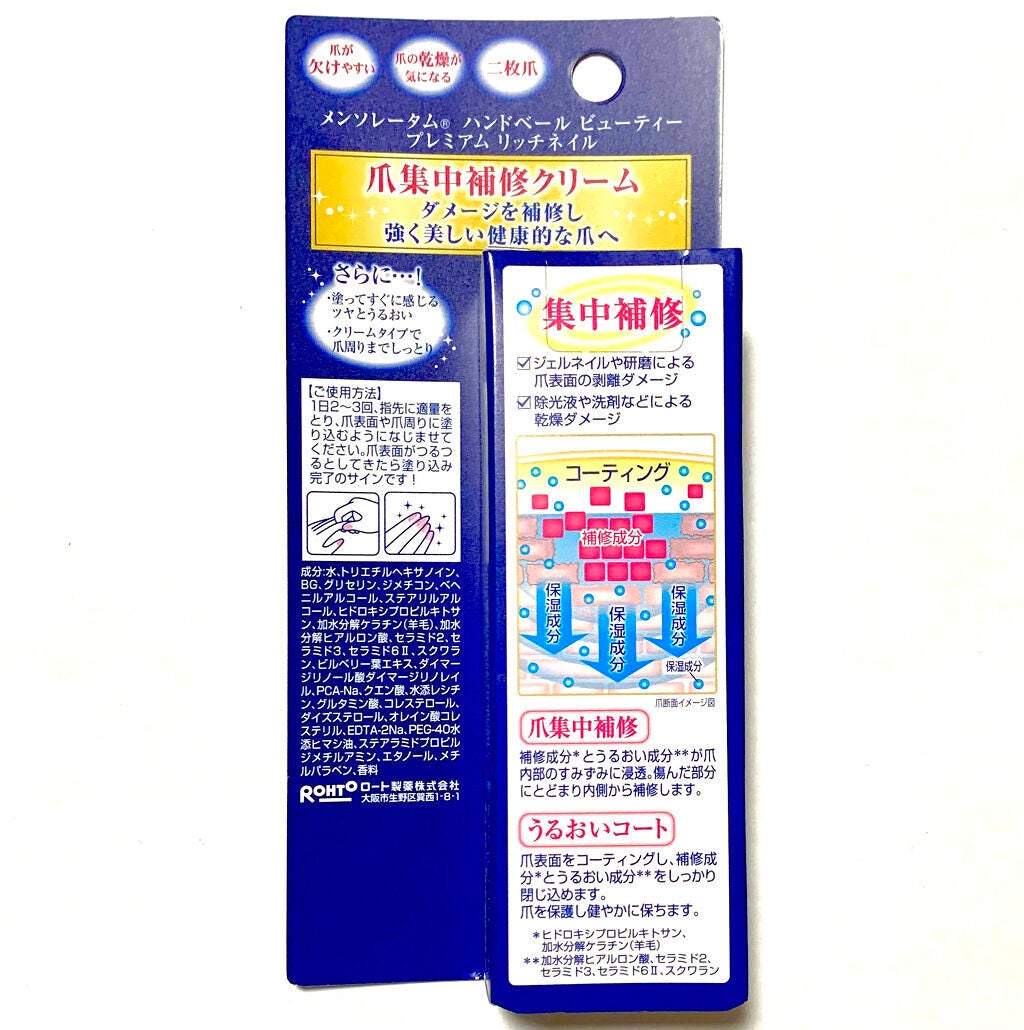 爪が
欠けやすい
爪の乾燥が
気になる
二枚爪
メンソレータム® ハンドベール ビューティー
プレミアム リッチネイル
爪集中補修クリーム
ダメージを補修し
強く美しい健康的な爪へ
さらに…!
・塗ってすぐに感じる
ツヤとうるおい
・クリームタイプで
爪周りまでしっとり
【ご使用方法】
1日2～3回、指先に適量を
とり、爪表面や爪周りに塗
り込むようになじませて
ください。爪表面がつるつ
るとしてきたら塗り込み
完了のサインです!
成分:水、トリエチルヘキサノイン、
BG、グリセリン、ジメチコン、ベヘ
ニルアルコール、ステアリルアル
コール、ヒドロキシプロピルキトサ
ン、加水分解ケラチン(羊毛)、加水
分解ヒアルロン酸、セラミド2、セ
ラミド3、セラミド6Ⅱ、スクワラ
ン、ビルベリー葉エキス、ダイマー
ジリノール酸ダイマージリノレイ
ル、PCA-Na、クエン酸、水添レシチ
ン、グルタミン酸、コレステロール、
ダイズステロール、オレイン酸コレ
ステリル、EDTA-2Na、PEG-40水
添ヒマシ油、ステアラミドプロピル
ジメチルアミン、エタノール、メチ
ルパラベン、香料
ROHTO ロート製薬株式会社
大阪市生野区巽西1-8-1
集中補修
ジェルネイルや研磨による
爪表面の剥離ダメージ
除光液や洗剤などによる
乾燥ダメージ
コーティング
補修成分
保湿成分
保湿成分
保湿成分
保湿成分
爪断面イメージ図
爪集中補修
補修成分*とうるおい成分**が爪
内部のすみずみに浸透。傷んだ部分
にとどまり内側から補修します。
うるおいコート
爪表面をコーティングし、補修成
分*とうるおい成分**をしっかり
閉じ込めます。
爪を保護し健やかに保ちます。
*ヒドロキシプロピルキトサン、
加水分解ケラチン(羊毛)
**加水分解ヒアルロン酸、セラミド2、
セラミド3、セラミド6Ⅱ、スクワラン